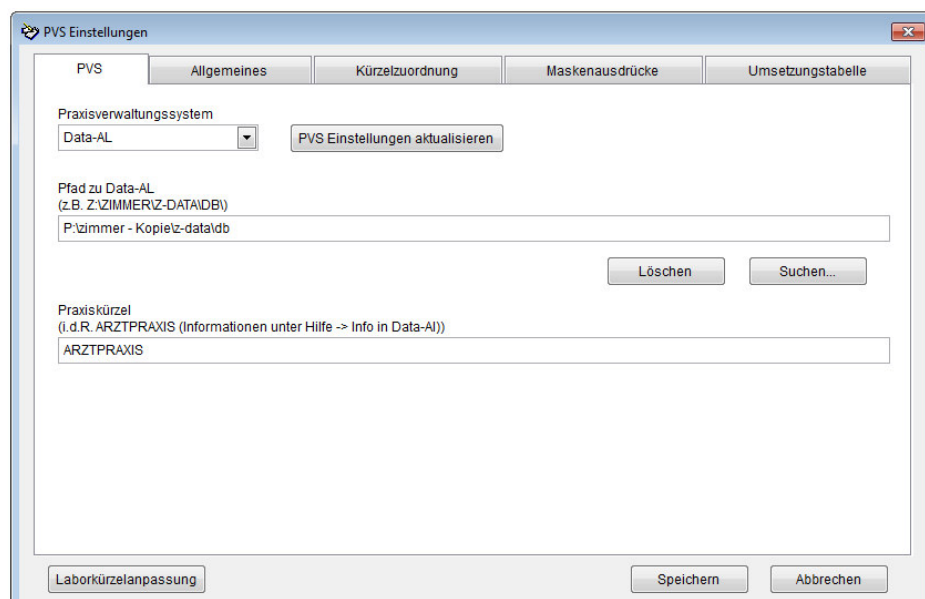 PVS Einstellungen
PVS
Allgemeines
Kürzelzuordnung
Maskenausdrücke
Umsetzungstabelle
Praxisverwaltungssystem
Data-AL
PVS Einstellungen aktualisieren
Pfad zu Data-AL
(z.B. Z:\ZIMMER\Z-DATA\DB\)
P:\zimmer - Kopie\z-data\db
Löschen
Suchen...
Praxiskürzel
(i.d.R. ARZTPRAXIS (Informationen unter Hilfe -> Info in Data-Al))
ARZTPRAXIS
Laborkürzelanpassung
Speichern
Abbrechen